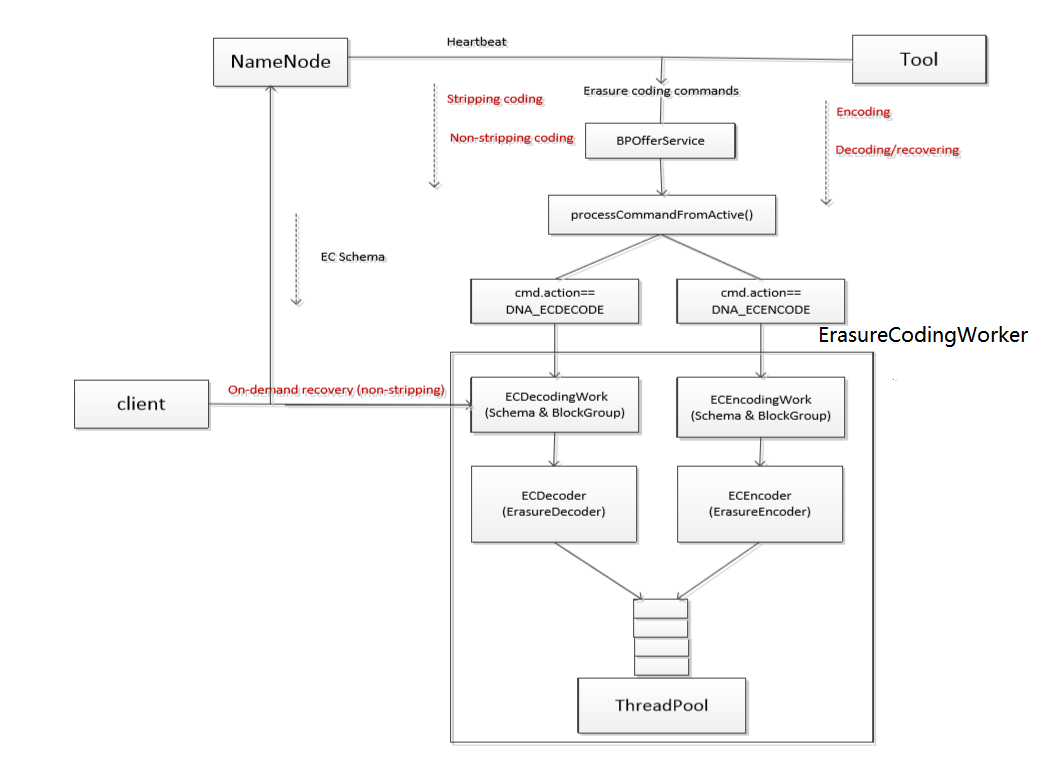 Heartbeat
NameNode
Tool
Erasure coding commands
Stripping coding
Encoding
Non-stripping coding
BPOfferService
Decoding/recovering
processCommandFromActive()
EC Schema
cmd.action==
DNA_ECDECODE
cmd.action==
DNA_ECENCODE
ErasureCodingWorker
On-demand recovery (non-stripping)
client
ECDecodingWork
(Schema & BlockGroup)
ECEncodingWork
(Schema & BlockGroup)
ECDecoder
(ErasureDecoder)
ECEncoder
(ErasureEncoder)
ThreadPool